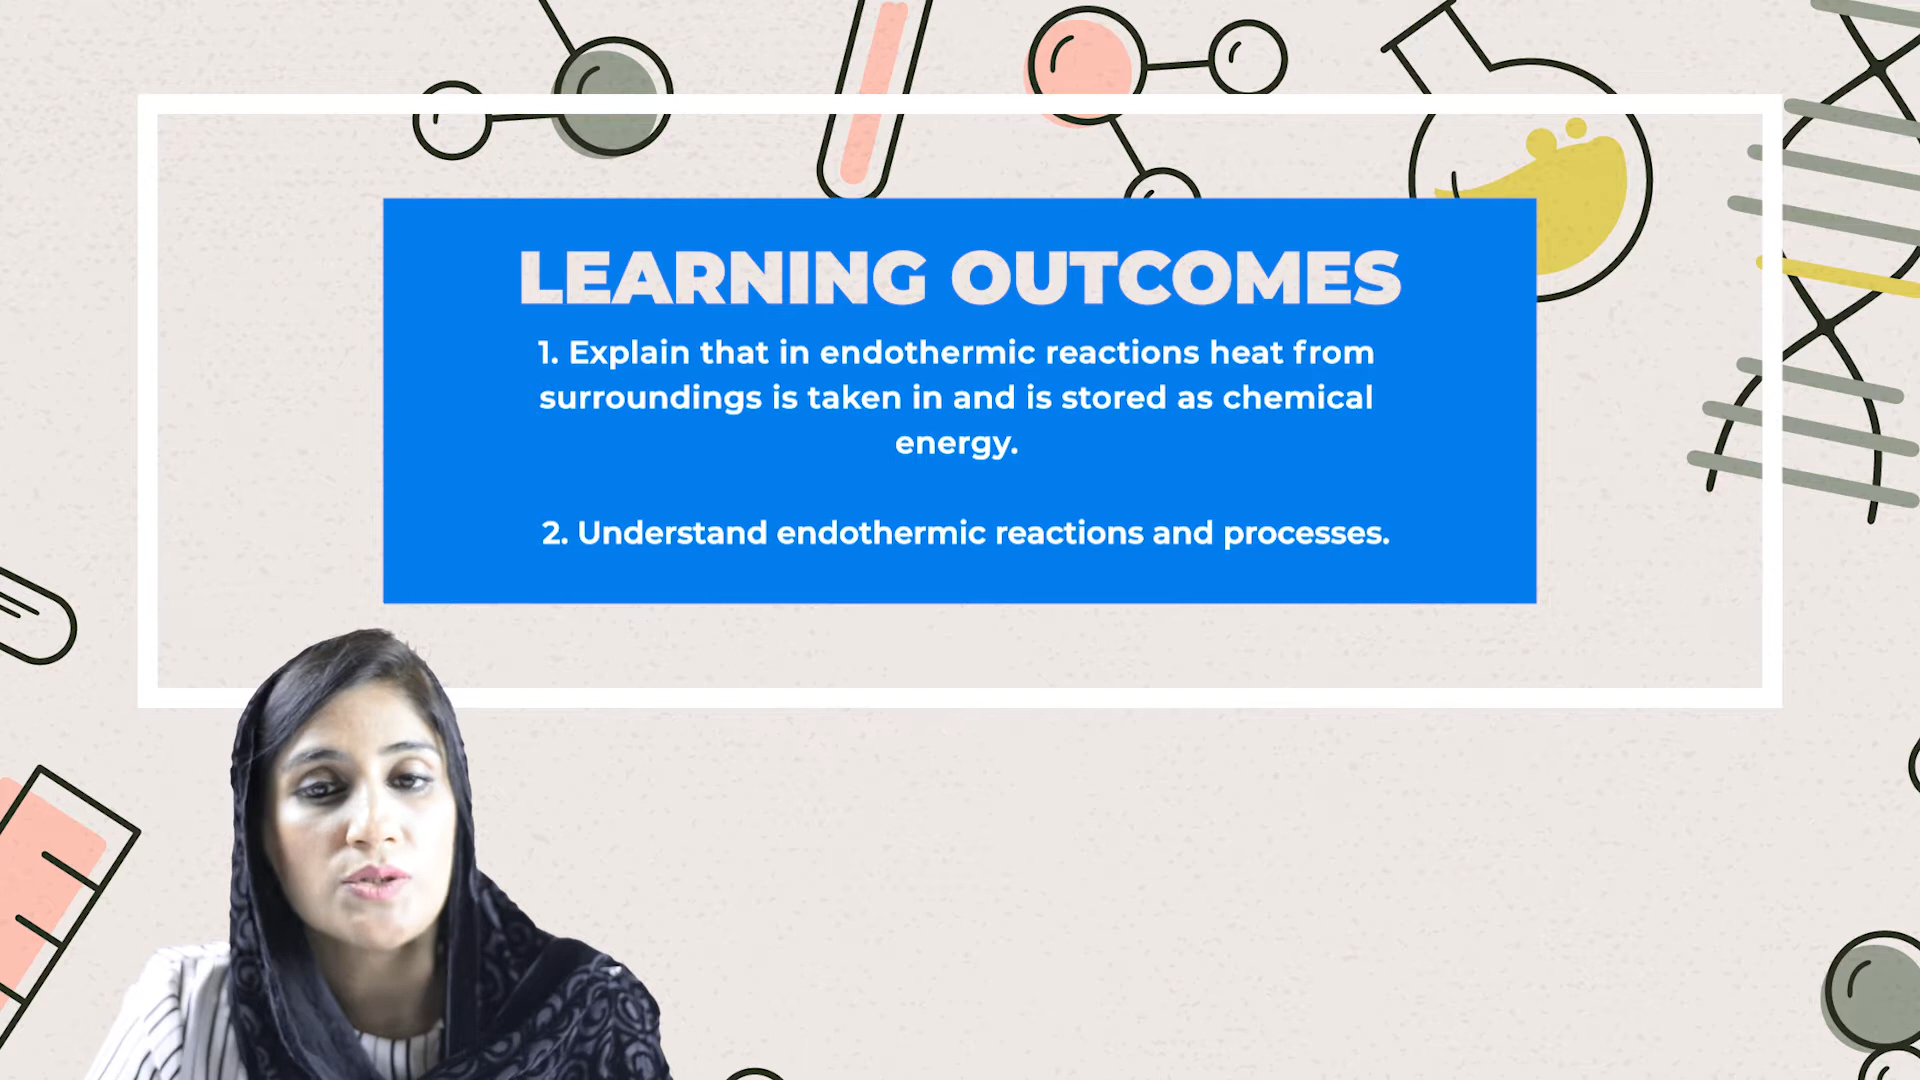 LEARNING OUTCOMES
1. Explain that in endothermic reactions heat from
surroundings is taken in and is stored as chemical
energy.
2. Understand endothermic reactions and processes.